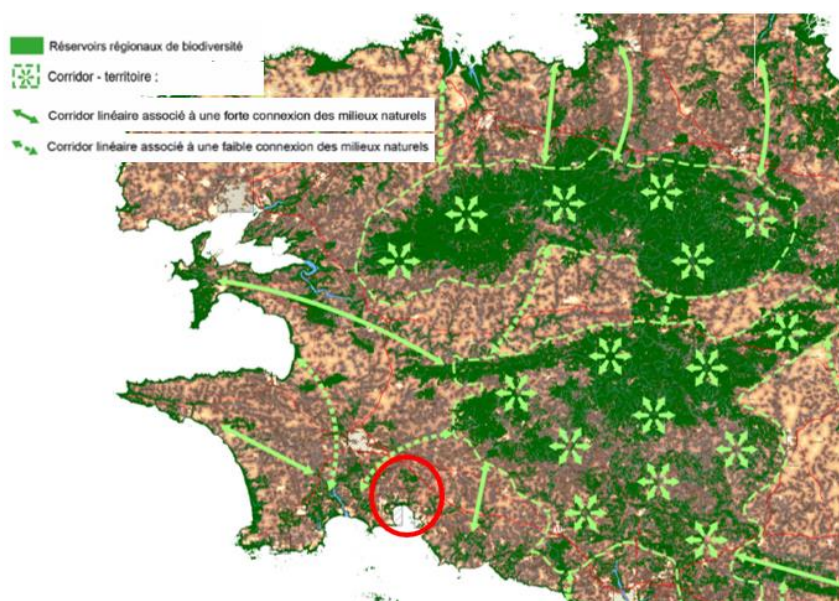 Réservoirs régionaux de biodiversité
Corridor - territoire :
Corridor linéaire associé à une forte connexion des milieux naturels
Corridor linéaire associé à une faible connexion des milieux naturels